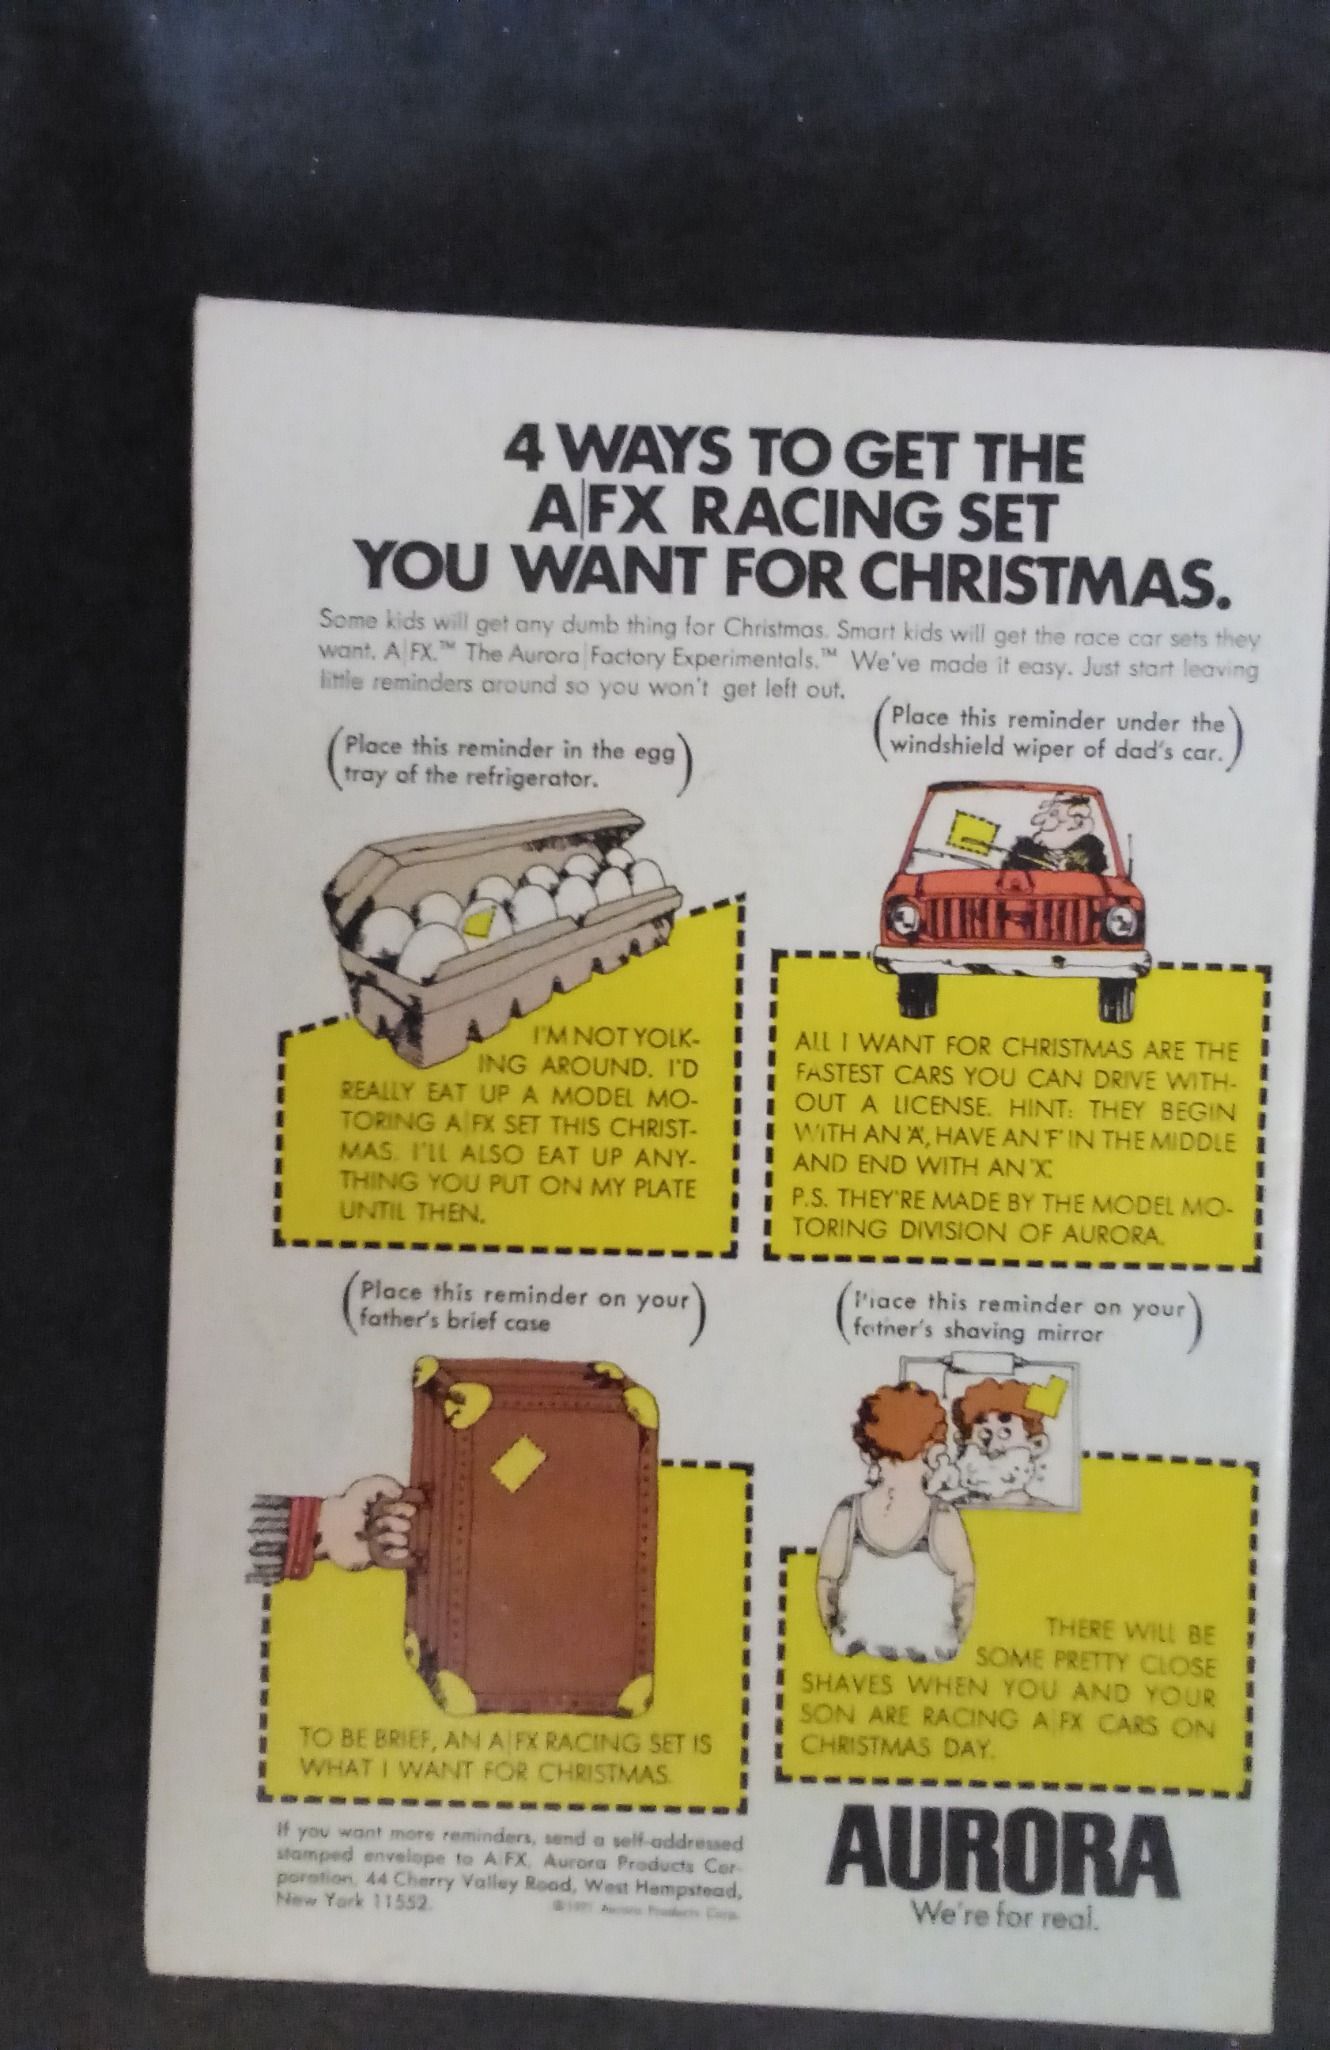 4 WAYS TO GET THE
A|FX RACING SET
YOU WANT FOR CHRISTMAS.
Some kids will get any dumb thing for Christmas. Smart kids will get the race car sets they
want. A|FX.™ The Aurora|Factory Experimentals.™ We've made it easy. Just start leaving
little reminders around so you won't get left out.
(Place this reminder in the egg
tray of the refrigerator.)
I'M NOT YOLK-
ING AROUND. I'D
REALLY EAT UP A MODEL MO-
TORING A|FX SET THIS CHRIST-
MAS. I'LL ALSO EAT UP ANY-
THING YOU PUT ON MY PLATE
UNTIL THEN.
(Place this reminder under the
windshield wiper of dad's car.)
ALL I WANT FOR CHRISTMAS ARE THE
FASTEST CARS YOU CAN DRIVE WITH-
OUT A LICENSE. HINT: THEY BEGIN
WITH AN 'A', HAVE AN 'F' IN THE MIDDLE
AND END WITH AN 'X'.
P.S. THEY'RE MADE BY THE MODEL MO-
TORING DIVISION OF AURORA.
(Place this reminder on your
father's brief case)
TO BE BRIEF, AN A|FX RACING SET IS
WHAT I WANT FOR CHRISTMAS.
(Place this reminder on your
father's shaving mirror)
THERE WILL BE
SOME PRETTY CLOSE
SHAVES WHEN YOU AND YOUR
SON ARE RACING A|FX CARS ON
CHRISTMAS DAY.
If you want more reminders, send a self-addressed
stamped envelope to A|FX, Aurora Products Cor-
poration, 44 Cherry Valley Road, West Hempstead,
New York 11552.
Aurora Products Corp.
AURORA
We're for real.